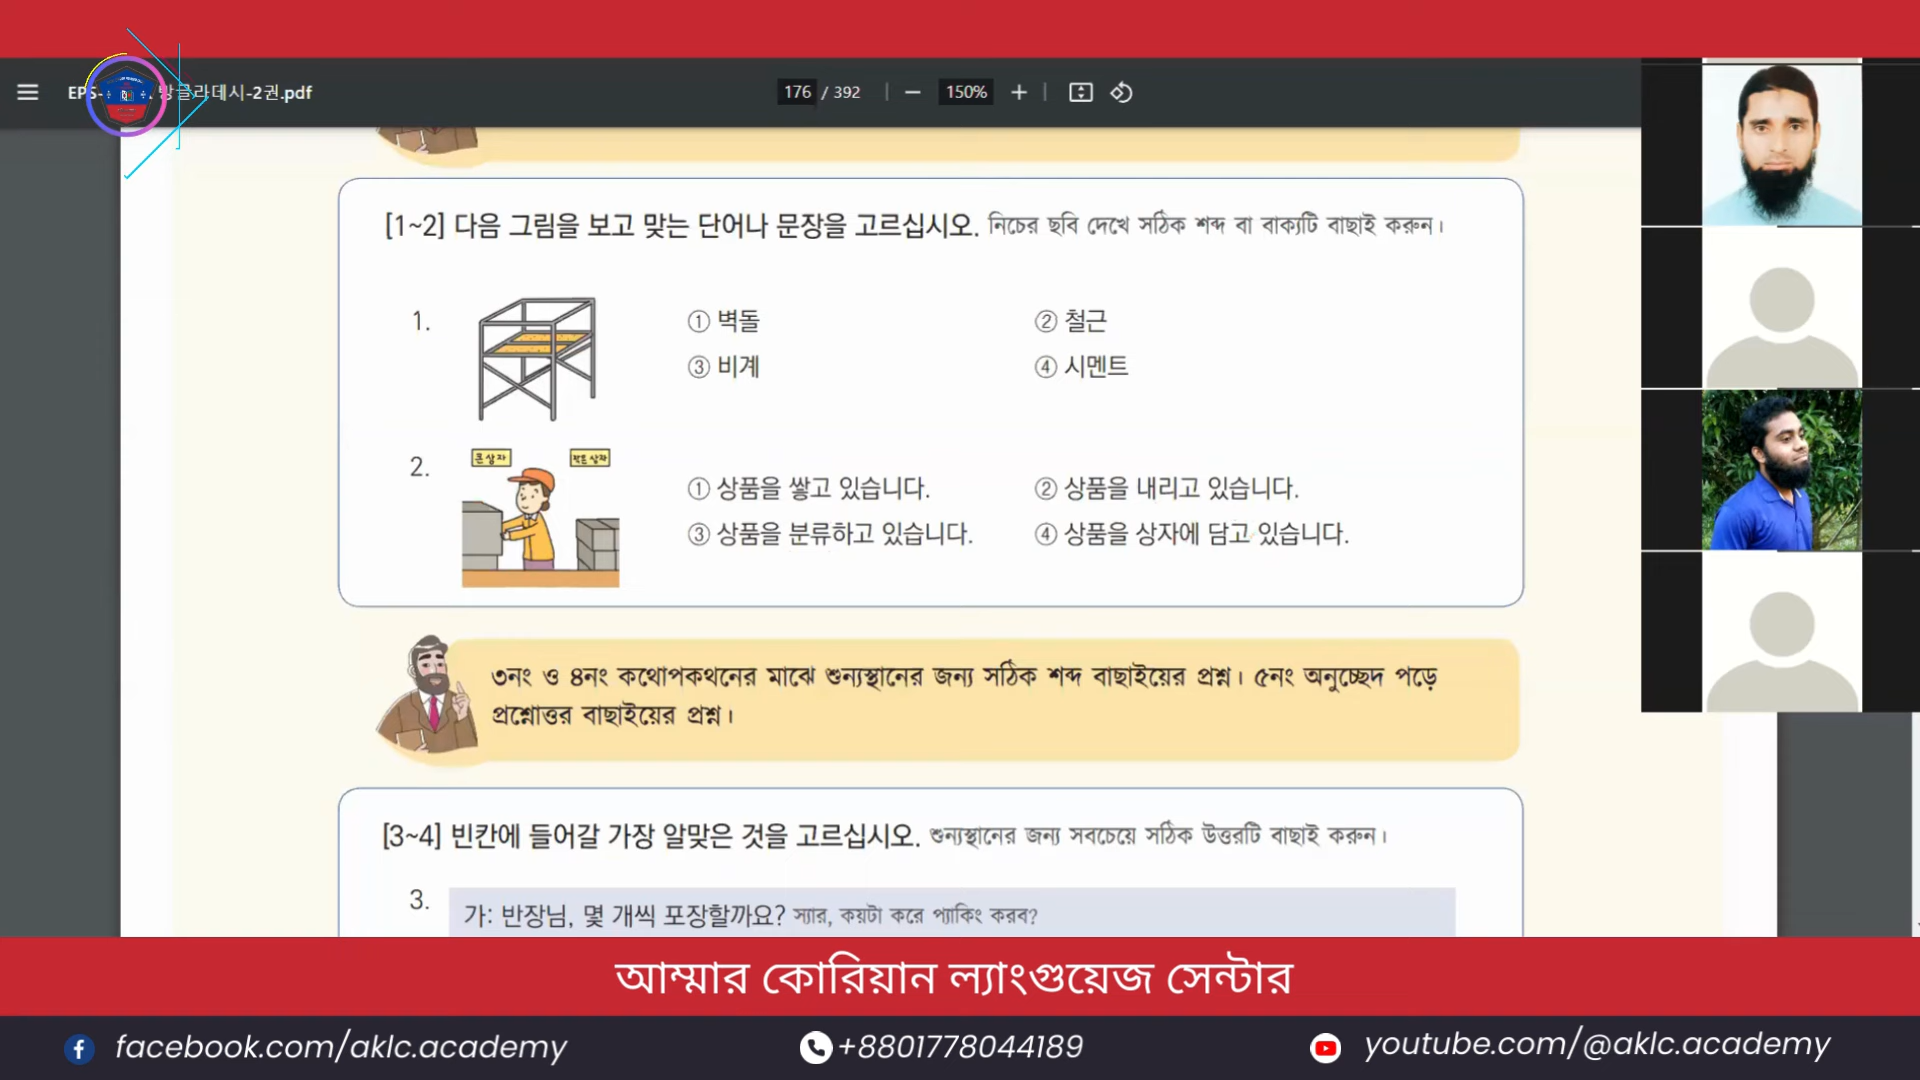 방글라데시-2권.pdf
176 / 392
150%
[1~2] 다음 그림을 보고 맞는 단어나 문장을 고르십시오. নিচের ছবি দেখে সঠিক শব্দ বা বাক্যটি বাছাই করুন।
1.
① 벽돌
② 철근
③ 비계
④ 시멘트
2.
큰 상자
작은 상자
① 상품을 쌓고 있습니다.
② 상품을 내리고 있습니다.
③ 상품을 분류하고 있습니다.
④ 상품을 상자에 담고 있습니다.
৩নং ও ৪নং কথোপকথনের মাঝে শুন্যস্থানের জন্য সঠিক শব্দ বাছাইয়ের প্রশ্ন। ৫নং অনুচ্ছেদ পড়ে
প্রশ্নোত্তর বাছাইয়ের প্রশ্ন।
[3~4] 빈칸에 들어갈 가장 알맞은 것을 고르십시오. শুন্যস্থানের জন্য সবচেয়ে সঠিক উত্তরটি বাছাই করুন।
3.
가: 반장님, 몇 개씩 포장할까요? স্যার, কয়টা করে প্যাকিং করব?
আম্মার কোরিয়ান ল্যাংগুয়েজ সেন্টার
facebook.com/aklc.academy
+8801778044189
youtube.com/@aklc.academy